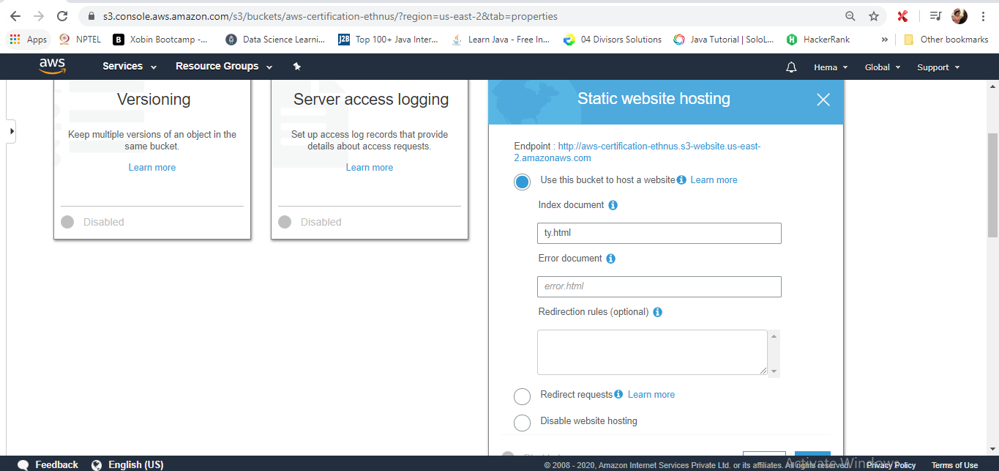 s3.console.aws.amazon.com/s3/buckets/aws-certification-ethnus/?region=us-east-2&tab=properties
Apps NPTEL Xobin Bootcamp -... Data Science Learni... Top 100+ Java Inter... Learn Java - Free In... 04 Divisors Solutions Java Tutorial | SoloL... HackerRank » Other bookmarks
aws Services Resource Groups Hema Global Support
Versioning
Keep multiple versions of an object in the
same bucket.
Learn more
Disabled
Server access logging
Set up access log records that provide
details about access requests.
Learn more
Disabled
Static website hosting
Endpoint : http://aws-certification-ethnus.s3-website.us-east-
2.amazonaws.com
Use this bucket to host a website Learn more
Index document
ty.html
Error document
error.html
Redirection rules (optional)
Redirect requests Learn more
Disable website hosting
Activate Windows
Feedback English (US) © 2008 - 2020, Amazon Internet Services Private Ltd. or its affiliates. All rights reserved. Privacy Policy Terms of Use